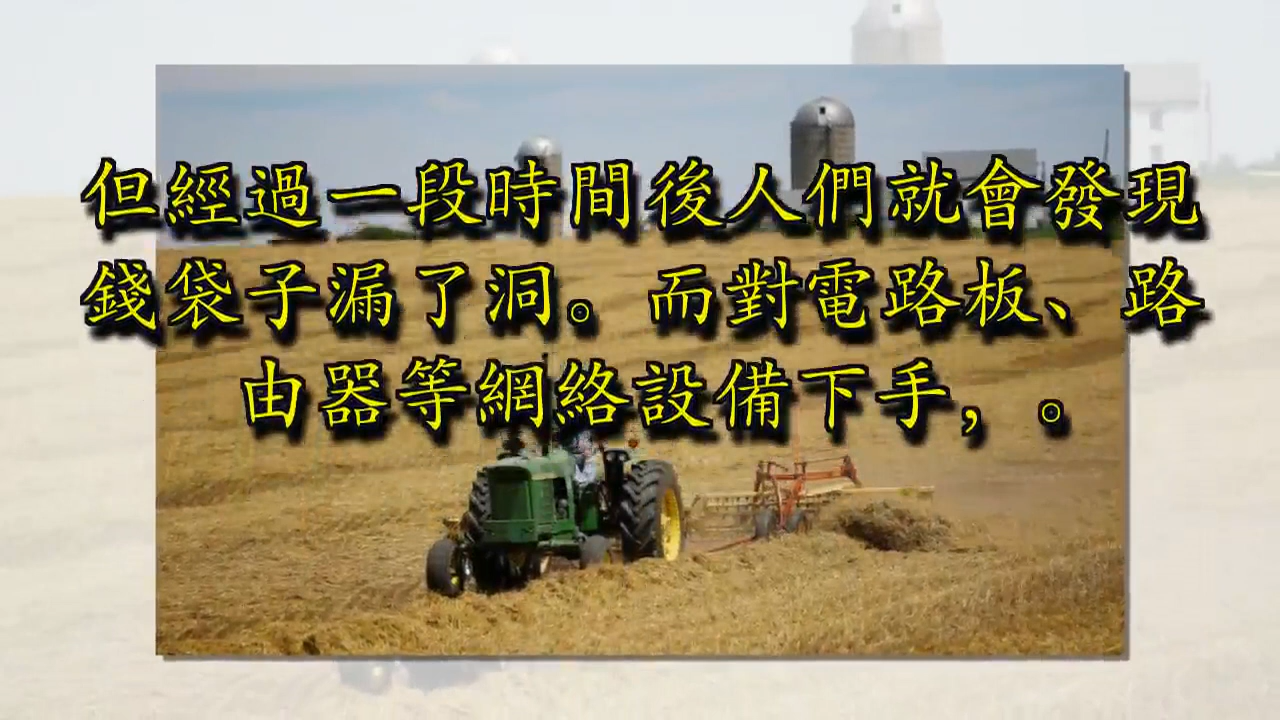 但經過一段時間後人們就會發現
錢袋子漏了洞。而對電路板、路
由器等網絡設備下手，。